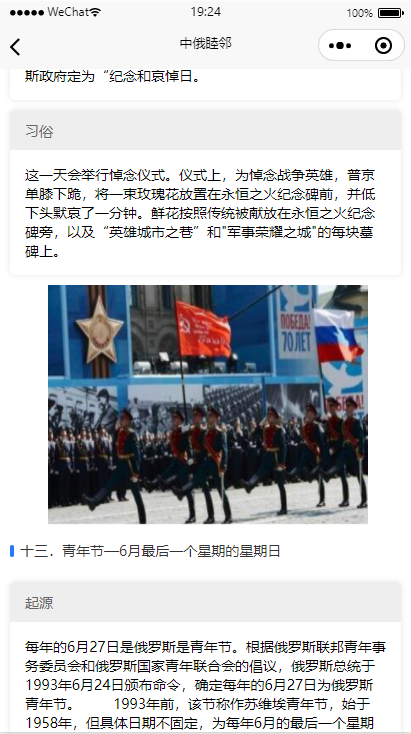 WeChat 19:24 100%
中俄睦邻
斯政府定为“纪念和哀悼日。
习俗
这一天会举行悼念仪式。仪式上，为悼念战争英雄，普京
单膝下跪，将一束玫瑰花放置在永恒之火纪念碑前，并低
下头默哀了一分钟。鲜花按照传统被献放在永恒之火纪念
碑旁，以及“英雄城市之巷”和"军事荣耀之城"的每块墓
碑上。
ПОБЕДА!
70 ЛЕТ
ПОБЕДА!
十三．青年节—6月最后一个星期的星期日
起源
每年的6月27日是俄罗斯是青年节。根据俄罗斯联邦青年事
务委员会和俄罗斯国家青年联合会的倡议，俄罗斯总统于
1993年6月24日颁布命令，确定每年的6月27日为俄罗斯
青年节。 1993年前，该节称作苏维埃青年节，始于
1958年，但具体日期不固定，为每年6月的最后一个星期